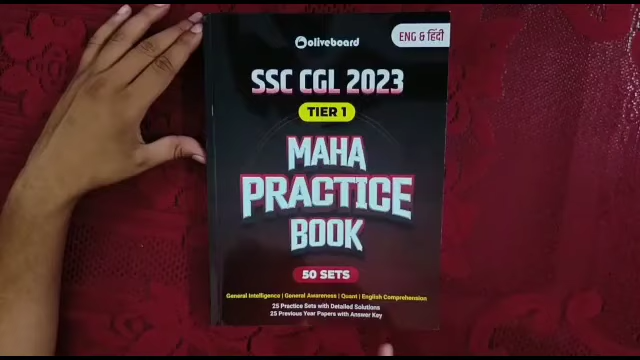 oliveboard
ENG & हिंदी
SSC CGL 2023
TIER 1
MAHA
PRACTICE
BOOK
50 SETS
General Intelligence | General Awareness | Quant | English Comprehension
25 Practice Sets with Detailed Solutions
25 Previous Year Papers with Answer Key